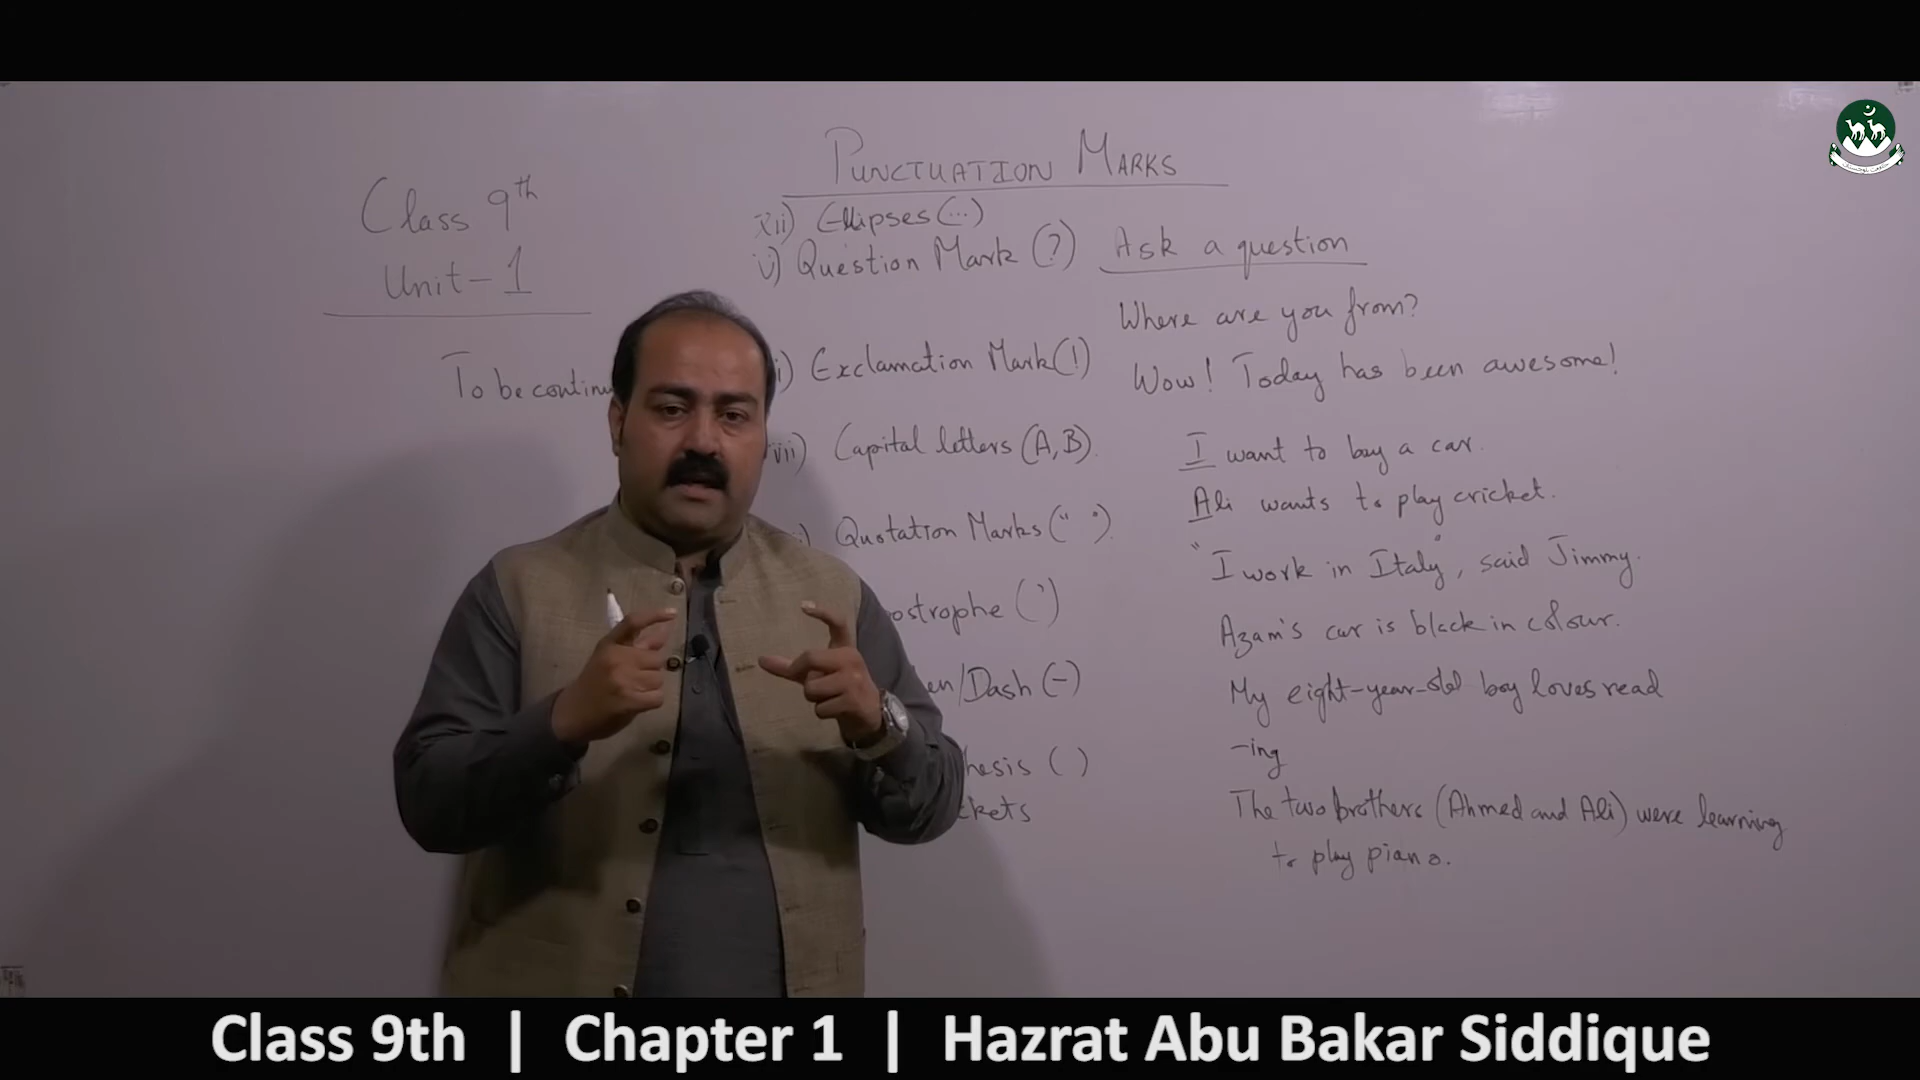 PUNCTUATION MARKS
Class 9th
Unit-1
To be continu
xii) Ellipses (...)
v) Question Mark (?) Ask a question
Where are you from?
i) Exclamation Mark (!) Wow! Today has been awesome!
vii) Capital letters (A, B). I want to buy a car.
Ali wants to play cricket.
) Quotation Marks (" "). "I work in Italy", said Jimmy.
ostrophe (') Azam's car is black in colour.
en/Dash (-) My eight-year-old boy loves read
-ing
hesis ( ) The two brothers (Ahmed and Ali) were learning
ckets to play piano.
Class 9th | Chapter 1 | Hazrat Abu Bakar Siddique